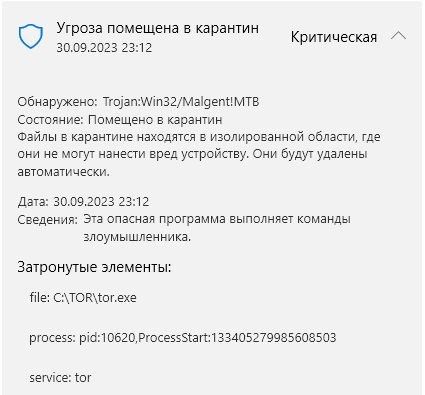 Угроза помещена в карантин
30.09.2023 23:12
Критическая
Обнаружено: Trojan:Win32/Malgent!MTB
Состояние: Помещено в карантин
Файлы в карантине находятся в изолированной области, где
они не могут нанести вред устройству. Они будут удалены
автоматически.
Дата: 30.09.2023 23:12
Сведения: Эта опасная программа выполняет команды
злоумышленника.
Затронутые элементы:
file: C:\TOR\tor.exe
process: pid:10620,ProcessStart:133405279985608503
service: tor